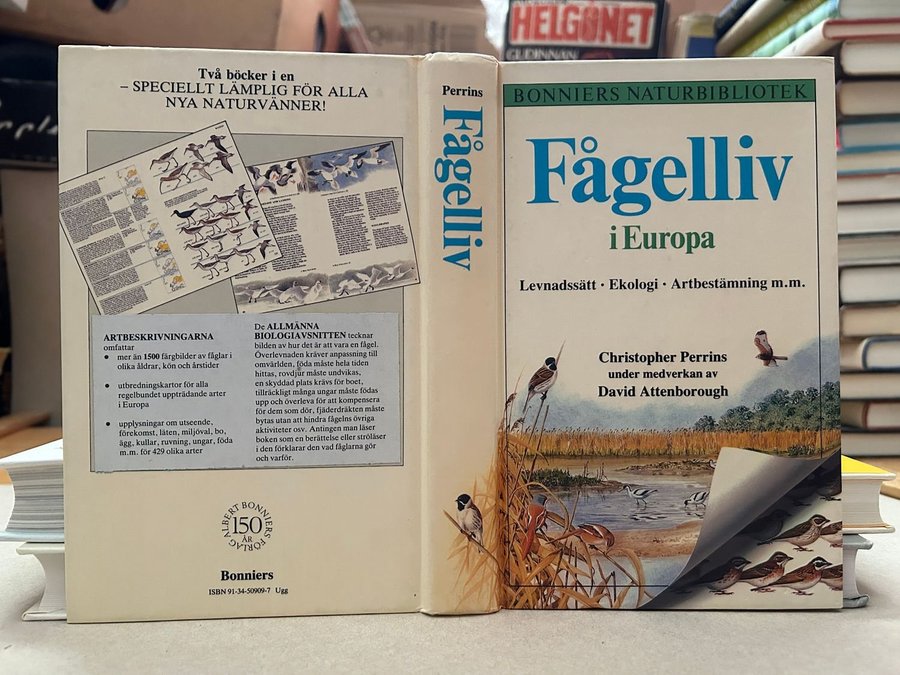 Två böcker i en
– SPECIELLT LÄMPLIG FÖR ALLA
NYA NATURVÄNNER!
ARTBESKRIVNINGARNA
omfattar
• mer än 1500 färgbilder av fåglar i
olika åldrar, kön och årstider
• utbredningskartor för alla
regelbundet uppträdande arter
i Europa
• upplysningar om utseende,
förekomst, läten, miljöval, bo,
ägg, kullar, ruvning, ungar, föda
m.m. för 429 olika arter
De ALLMÄNNA
BIOLOGIAVSNITTEN tecknar
bilden av hur det är att vara en fågel.
Överlevnaden kräver anpassning till
omvärlden, föda måste hela tiden
hittas, rovdjur måste undvikas,
en skyddad plats krävs för boet,
tillräckligt många ungar måste födas
upp och överleva för att kompensera
för dem som dör, fjäderdräkten måste
bytas utan att hindra fågelns övriga
aktiviteter osv. Antingen man läser
boken som en berättelse eller ströläser
i den förklarar den vad fåglarna gör
och varför.
ALBERT BONNIERS FÖRLAG
150
ÅR
Bonniers
ISBN 91-34-50909-7 Ugg
Perrins
Fågelliv
BONNIERS NATURBIBLIOTEK
Fågelliv
i Europa
Levnadssätt · Ekologi · Artbestämning m.m.
Christopher Perrins
under medverkan av
David Attenborough
HELGONET
GUDINNAN